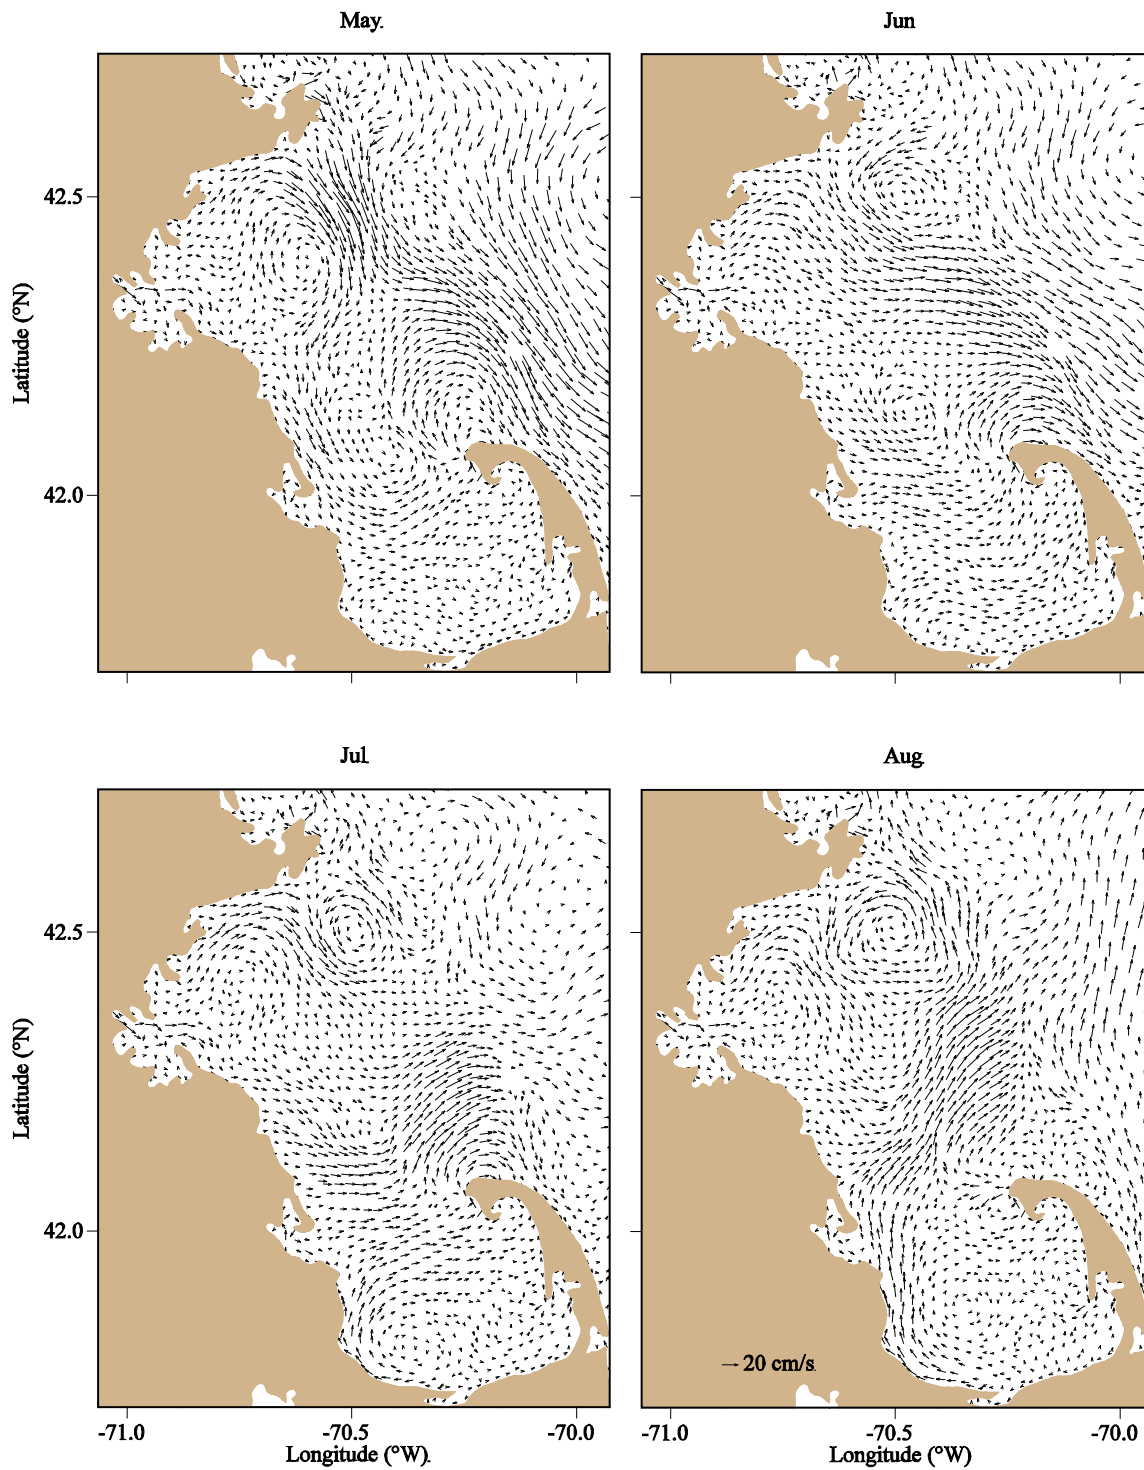 May.
Jun
42.5
42.0
Latitude (°N)
Jul
Aug
42.5
42.0
Latitude (°N)
20 cm/s
-71.0
-70.5
-70.0
-71.0
-70.5
-70.0
Longitude (°W).
Longitude (°W)